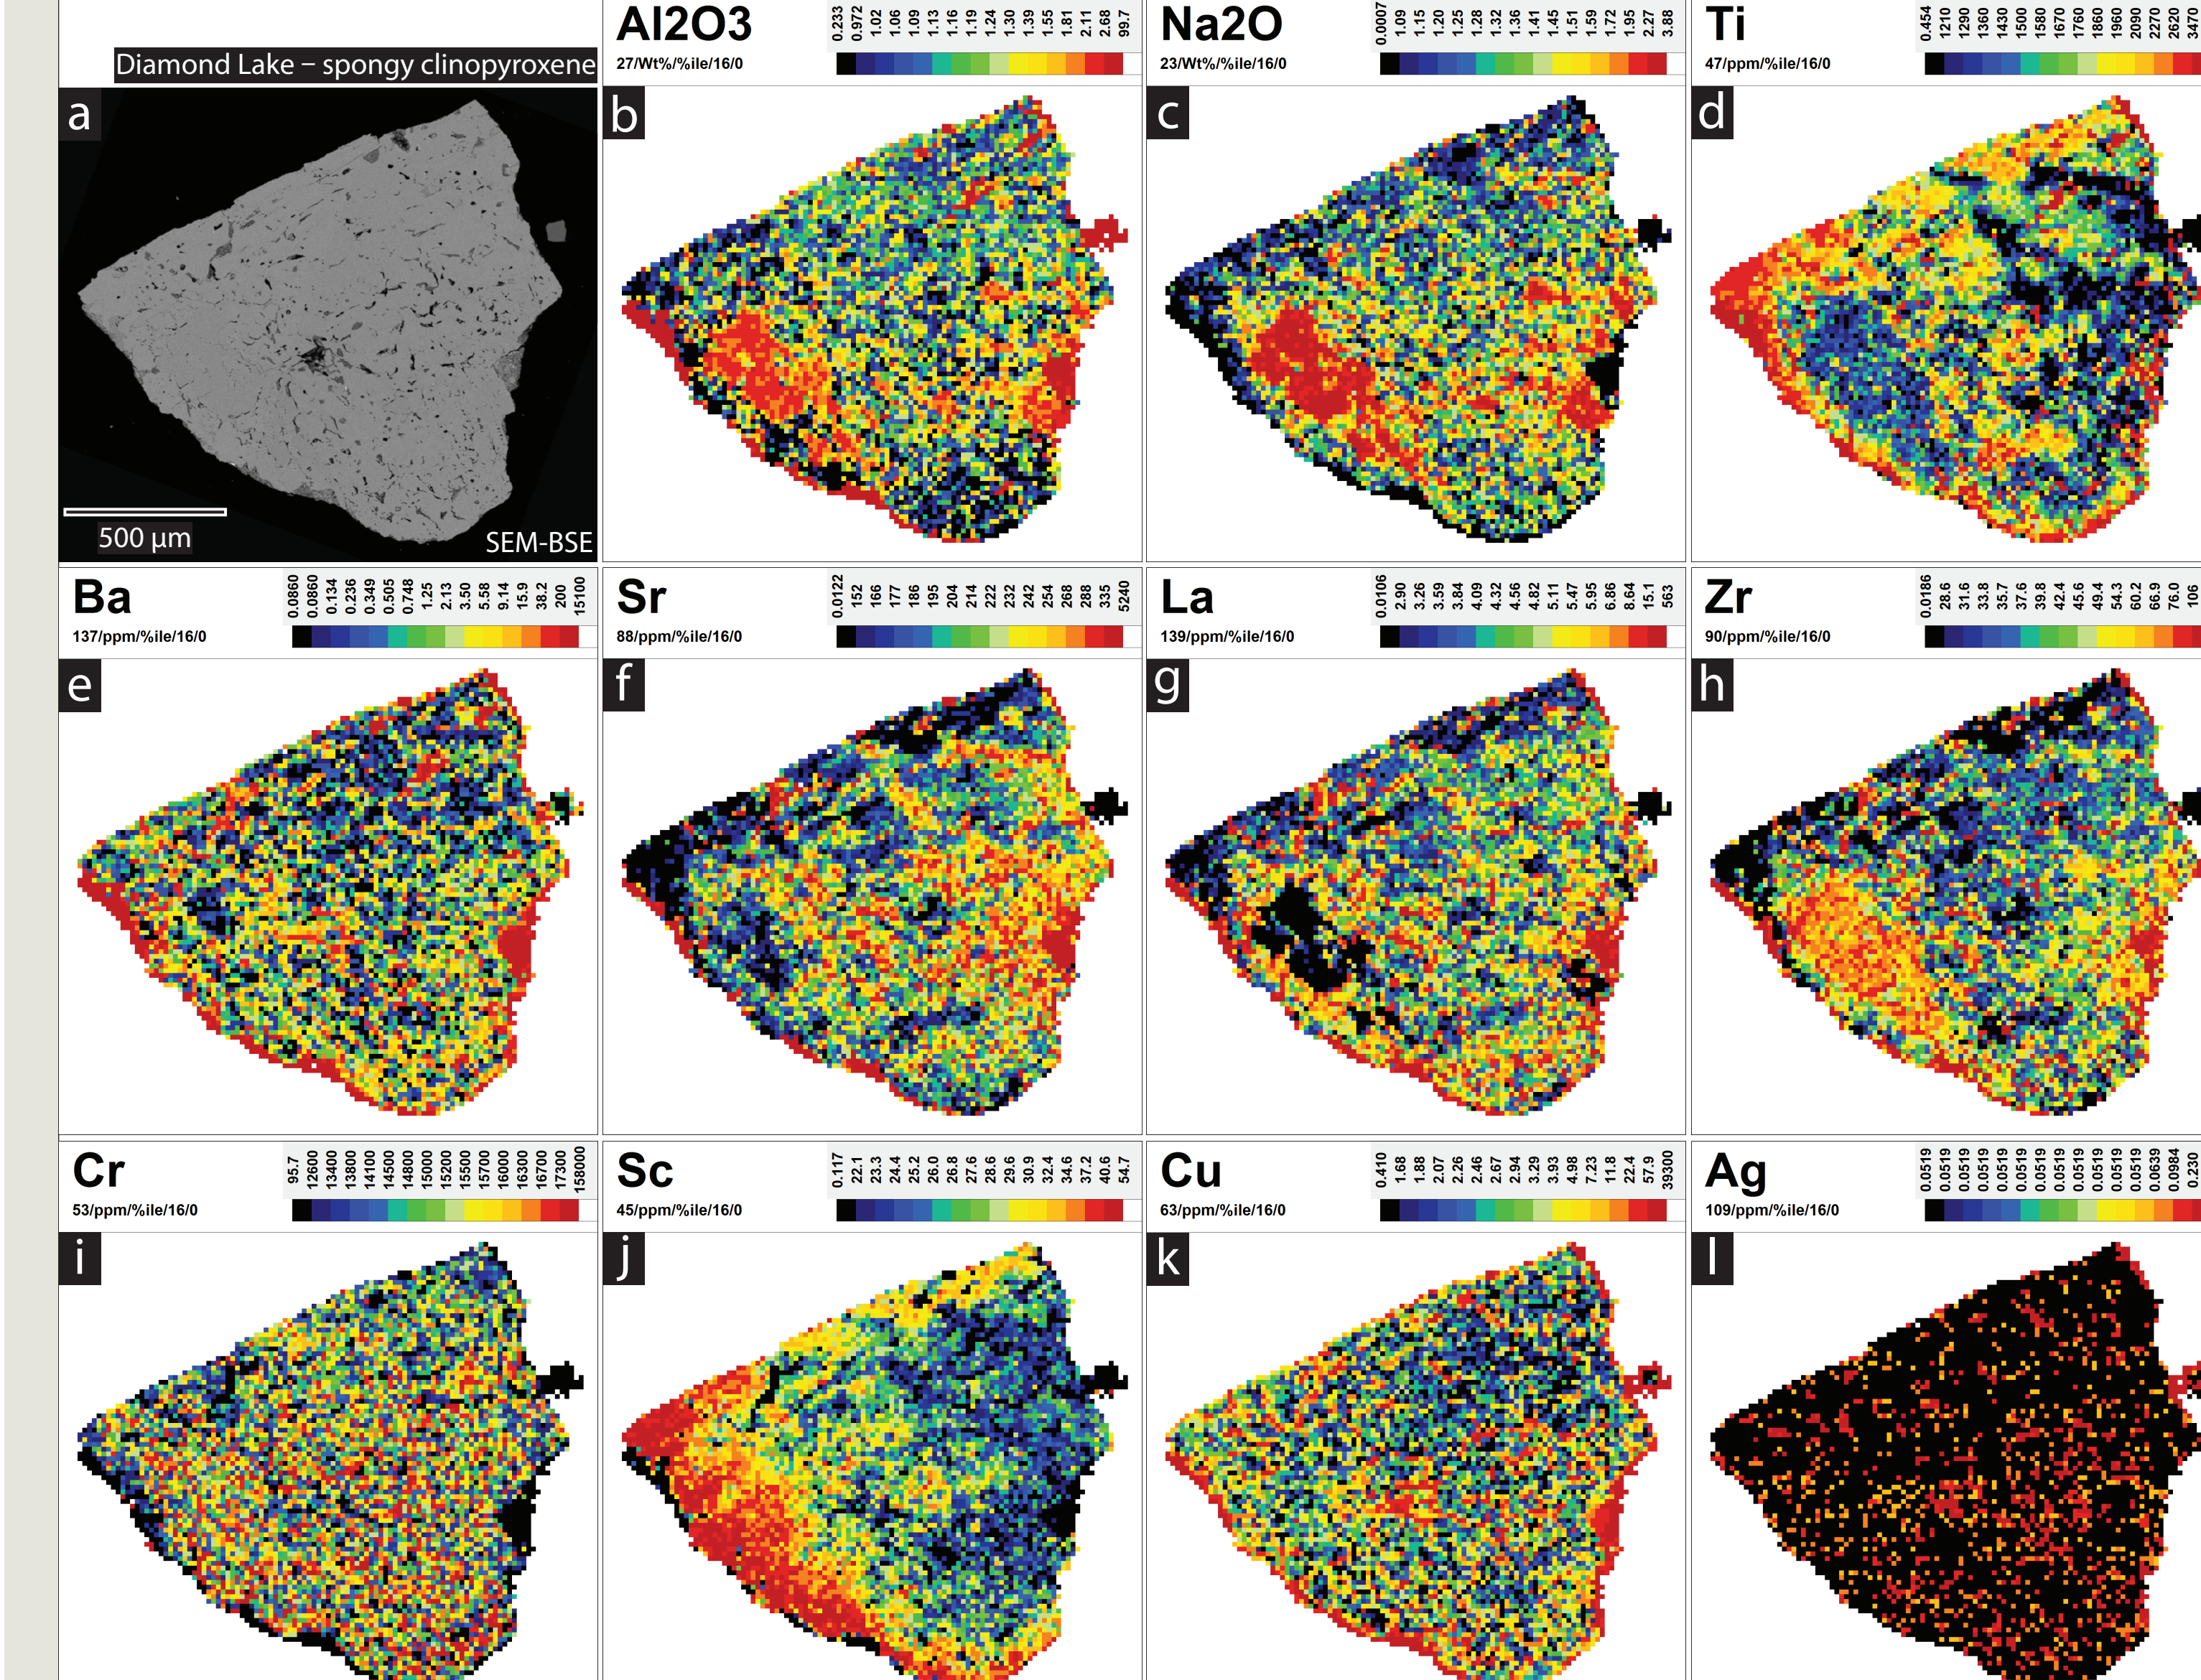 Diamond Lake – spongy clinopyroxene
a
500 µm
SEM-BSE
Al2O3
0.233 0.972 1.02 1.06 1.09 1.13 1.16 1.19 1.24 1.30 1.39 1.55 1.81 2.11 2.68 99.7
27/Wt%/%ile/16/0
b
Na2O
0.0007 1.09 1.15 1.20 1.25 1.28 1.32 1.36 1.41 1.45 1.51 1.59 1.72 1.95 2.27 3.88
23/Wt%/%ile/16/0
c
Ti
0.454 1210 1290 1360 1430 1500 1580 1670 1760 1860 1960 2090 2270 2620 3470
47/ppm/%ile/16/0
d
Ba
0.0860 0.0860 0.134 0.236 0.349 0.505 0.748 1.25 2.13 3.50 5.58 9.14 15.9 38.2 200 15100
137/ppm/%ile/16/0
e
Sr
0.0122 152 166 177 186 195 204 214 222 232 242 254 268 288 335 5240
88/ppm/%ile/16/0
f
La
0.0106 2.90 3.26 3.59 3.84 4.09 4.32 4.56 4.82 5.11 5.47 5.95 6.86 8.64 15.1 563
139/ppm/%ile/16/0
g
Zr
0.0186 28.6 31.6 33.8 35.7 37.6 39.8 42.4 45.6 49.4 54.3 60.2 66.9 76.0 106
90/ppm/%ile/16/0
h
Cr
95.7 12600 13400 13800 14100 14500 14800 15000 15200 15500 15700 16000 16300 16700 17300 158000
53/ppm/%ile/16/0
i
Sc
0.117 22.1 23.3 24.4 25.2 26.0 26.8 27.6 28.6 29.6 30.9 32.4 34.6 37.2 40.6 54.7
45/ppm/%ile/16/0
j
Cu
0.410 1.68 1.88 2.07 2.26 2.46 2.67 2.94 3.29 3.93 4.98 7.23 11.8 22.4 57.9 39300
63/ppm/%ile/16/0
k
Ag
0.0519 0.0519 0.0519 0.0519 0.0519 0.0519 0.0519 0.0519 0.0519 0.0519 0.0519 0.0519 0.0639 0.0984 0.230
109/ppm/%ile/16/0
l